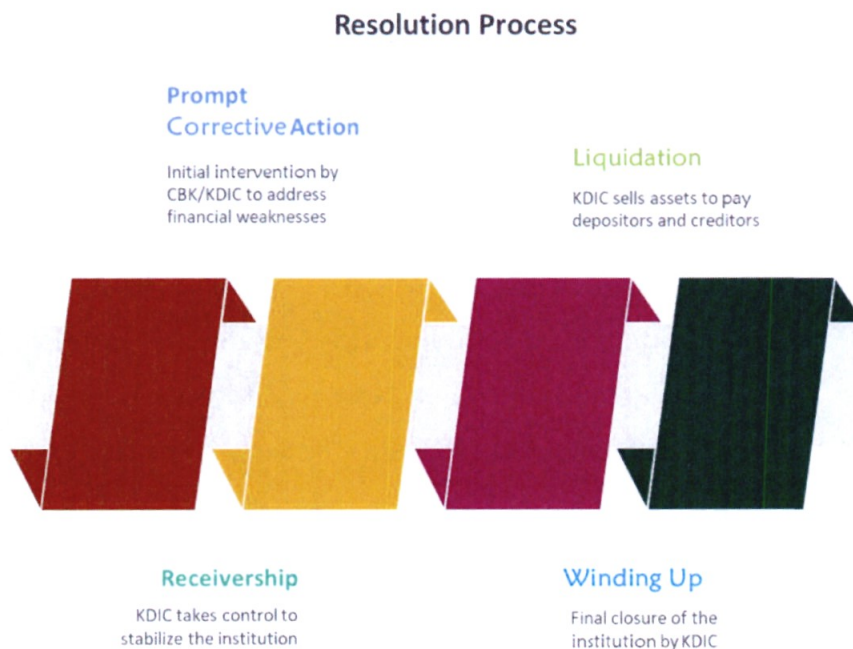 Resolution Process
Prompt
Corrective Action
Initial intervention by
CBK/KDIC to address
financial weaknesses
Liquidation
KDIC sells assets to pay
depositors and creditors
Receivership
KDIC takes control to
stabilize the institution
Winding Up
Final closure of the
institution by KDIC